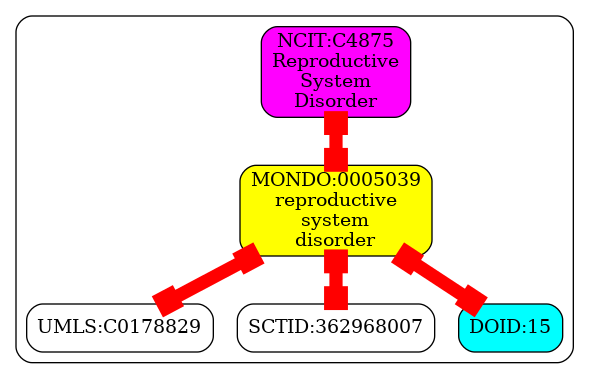 NCIT:C4875
Reproductive
System
Disorder
MONDO:0005039
reproductive
system
disorder
UMLS:C0178829
SCTID:362968007
DOID:15